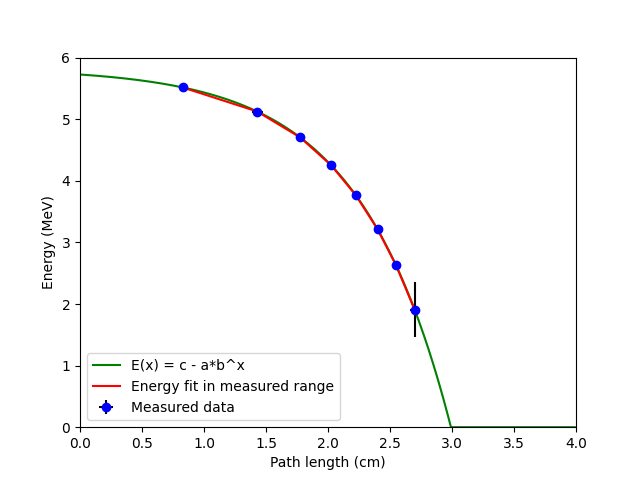 6
5
4
3
2
1
0
Energy (MeV)
E(x) = c - a*b^x
Energy fit in measured range
Measured data
0.0 0.5 1.0 1.5 2.0 2.5 3.0 3.5 4.0
Path length (cm)